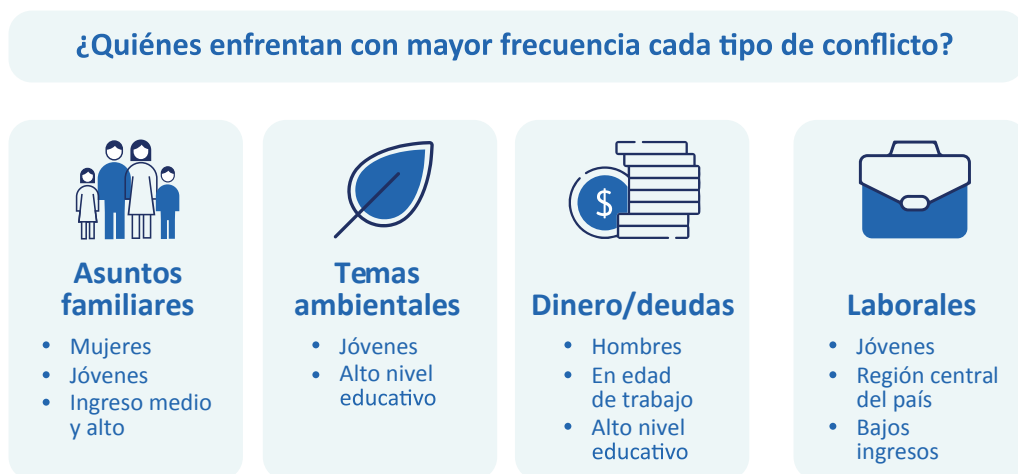 ¿Quiénes enfrentan con mayor frecuencia cada tipo de conflicto?
Asuntos
familiares
• Mujeres
• Jóvenes
• Ingreso medio
y alto
Temas
ambientales
• Jóvenes
• Alto nivel
educativo
$
Dinero/deudas
• Hombres
• En edad
de trabajo
• Alto nivel
educativo
Laborales
• Jóvenes
• Región central
del país
• Bajos
ingresos